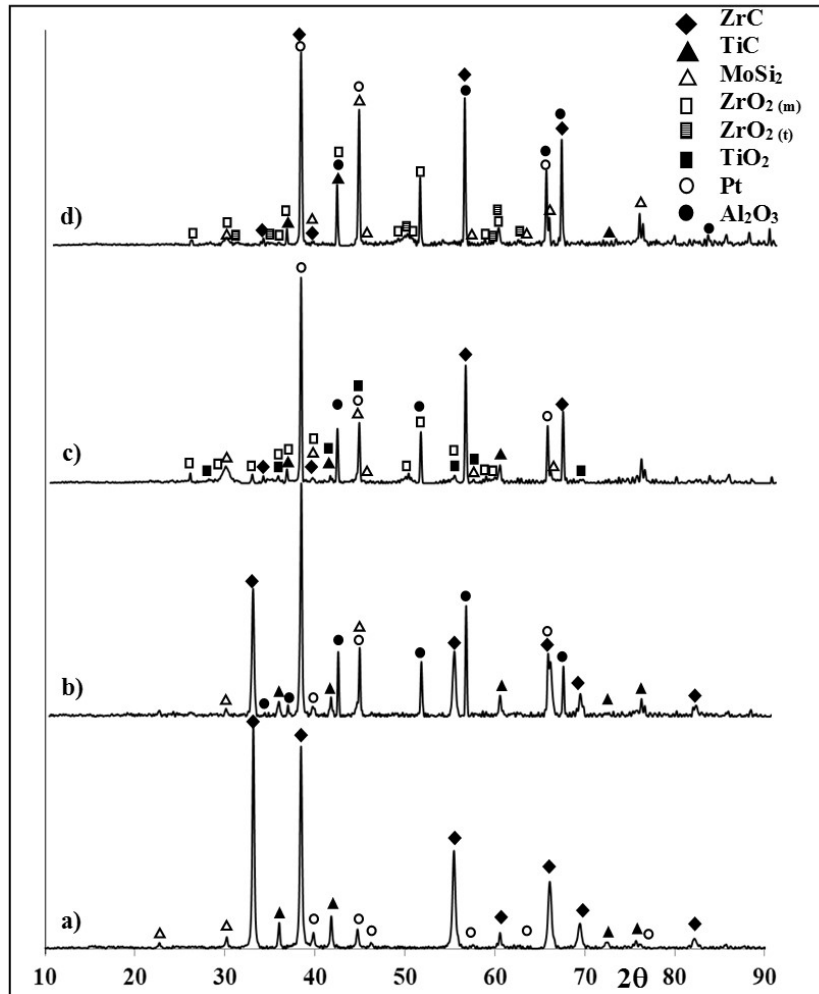 ZrC
TiC
MoSi₂
ZrO₂ (m)
ZrO₂ (t)
TiO₂
Pt
Al₂O₃
d)
c)
b)
a)
10 20 30 40 50 60 70 2θ 80 90